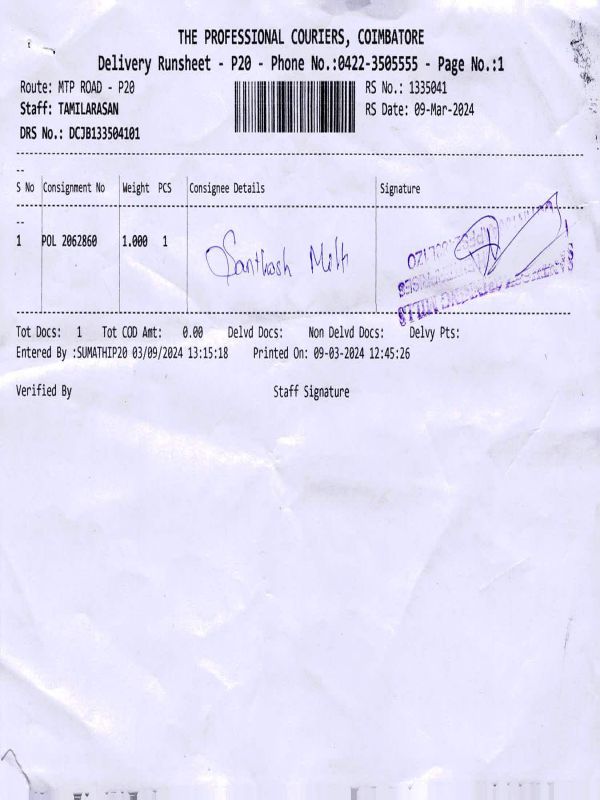 THE PROFESSIONAL COURIERS, COIMBATORE
Delivery Runsheet - P20 - Phone No.:0422-3505555 - Page No.:1
Route: MTP ROAD - P20 RS No.: 1335041
Staff: TAMILARASAN RS Date: 09-Mar-2024
DRS No.: DCJB133504101
--
S No Consignment No Weight PCS Consignee Details Signature
--
1 POL 2062860 1.000 1 Santhosh
MILLS
Tot Docs: 1 Tot COD Amt: 0.00 Delvd Docs: Non Delvd Docs: Delvy Pts:
Entered By :SUMATHIP20 03/09/2024 13:15:18 Printed On: 09-03-2024 12:45:26
Verified By Staff Signature